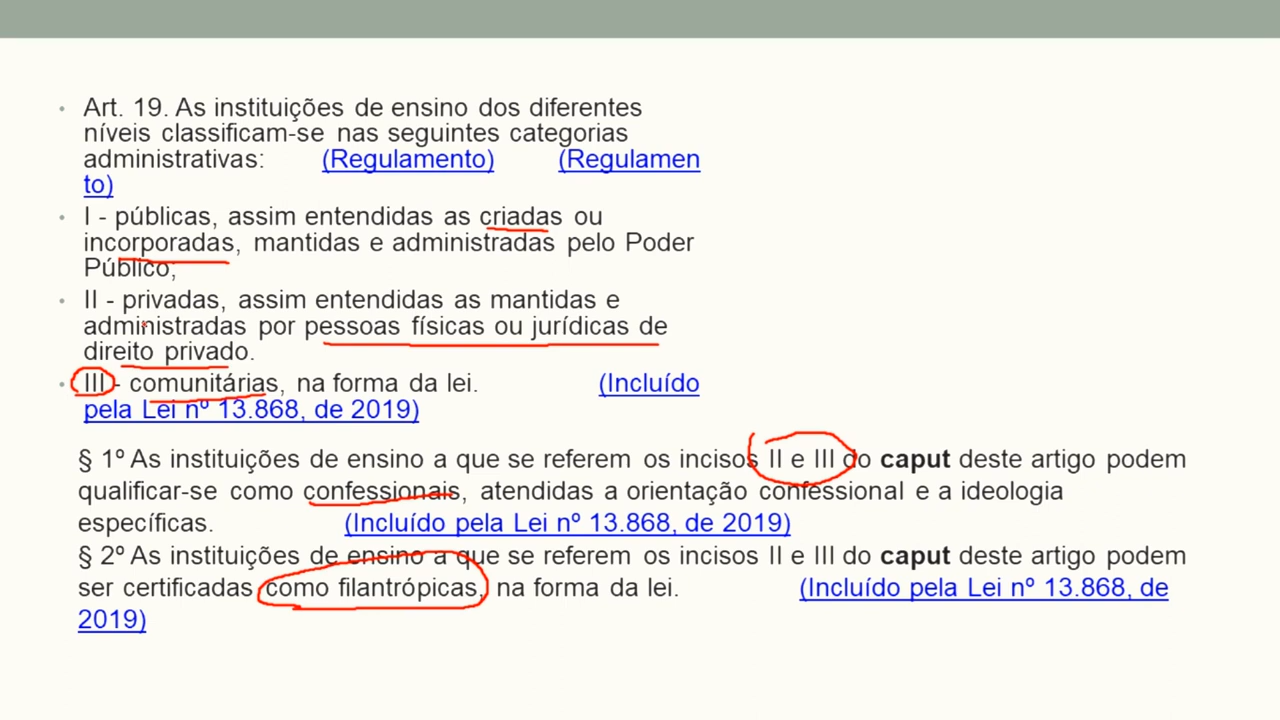 • Art. 19. As instituições de ensino dos diferentes
níveis classificam-se nas seguintes categorias
administrativas: (Regulamento) (Regulamen
to)
• I - públicas, assim entendidas as criadas ou
incorporadas, mantidas e administradas pelo Poder
Público;
• II - privadas, assim entendidas as mantidas e
administradas por pessoas físicas ou jurídicas de
direito privado.
• III - comunitárias, na forma da lei. (Incluído
pela Lei nº 13.868, de 2019)
§ 1º As instituições de ensino a que se referem os incisos II e III do caput deste artigo podem
qualificar-se como confessionais, atendidas a orientação confessional e a ideologia
específicas. (Incluído pela Lei nº 13.868, de 2019)
§ 2º As instituições de ensino a que se referem os incisos II e III do caput deste artigo podem
ser certificadas como filantrópicas, na forma da lei. (Incluído pela Lei nº 13.868, de
2019)